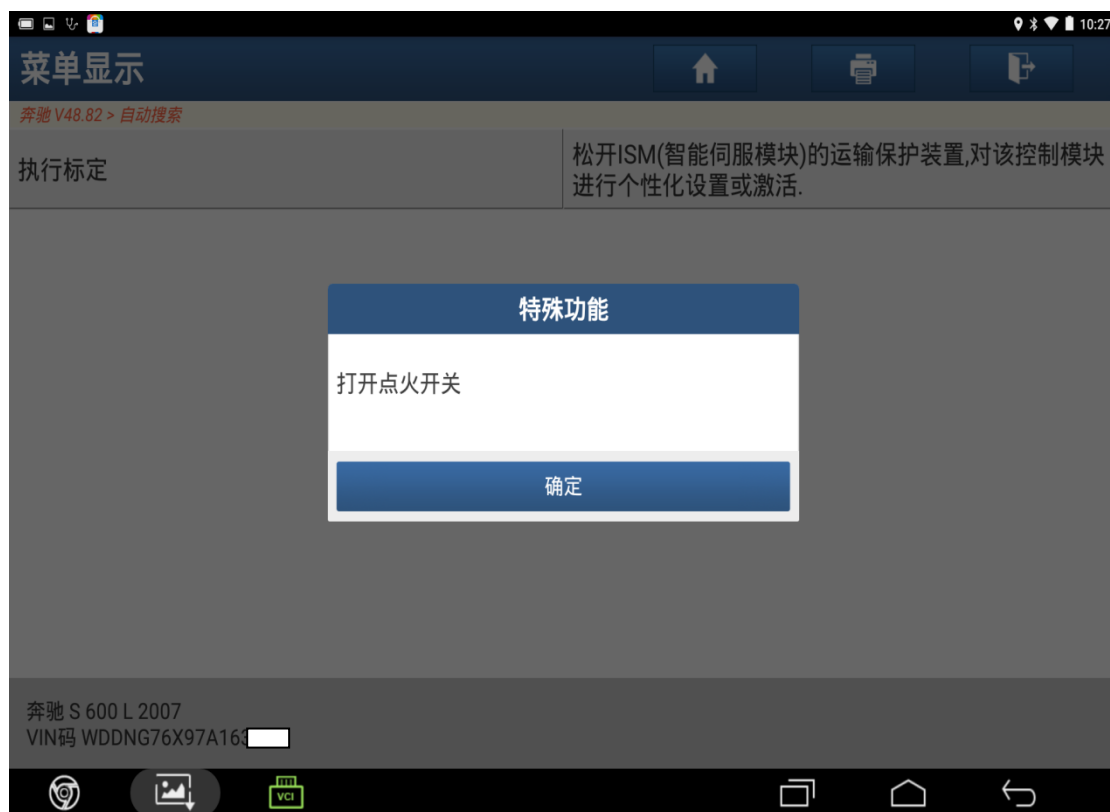 10:27
菜单显示
奔驰 V48.82 > 自动搜索
执行标定
松开ISM(智能伺服模块)的运输保护装置,对该控制模块
进行个性化设置或激活.
特殊功能
打开点火开关
确定
奔驰 S 600 L 2007
VIN码 WDDNG76X97A163
VCI